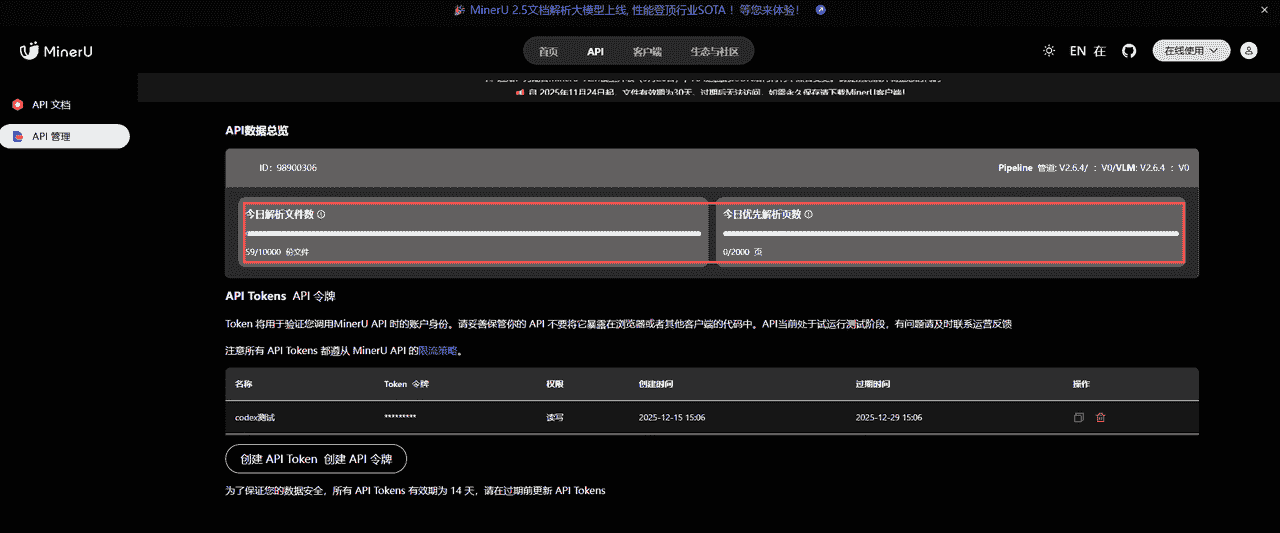 MinerU 2.5文档解析大模型上线, 性能登顶行业SOTA ！等您来体验！
MinerU
首页 API 客户端 生态与社区
EN 在
在线使用
自 2025年11月24日起，文件有效期为30天，过期后无法访问，如需永久保存请下载MinerU客户端！
API 文档
API 管理
API数据总览
ID：98900306
Pipeline 管道: V2.6.4/ ：V0/VLM: V2.6.4 ：V0
今日解析文件数
今日优先解析页数
59/10000 份文件
0/2000 页
API Tokens API 令牌
Token 将用于验证您调用MinerU API 时的账户身份。请妥善保管你的 API 不要将它暴露在浏览器或者其他客户端的代码中。API当前处于试运行测试阶段，有问题请及时联系运营反馈
注意所有 API Tokens 都遵从 MinerU API 的限流策略。
名称 Token 令牌 权限 创建时间 过期时间 操作
codex测试 ********* 读写 2025-12-15 15:06 2025-12-29 15:06
创建 API Token 创建 API 令牌
为了保证您的数据安全，所有 API Tokens 有效期为 14 天，请在过期前更新 API Tokens